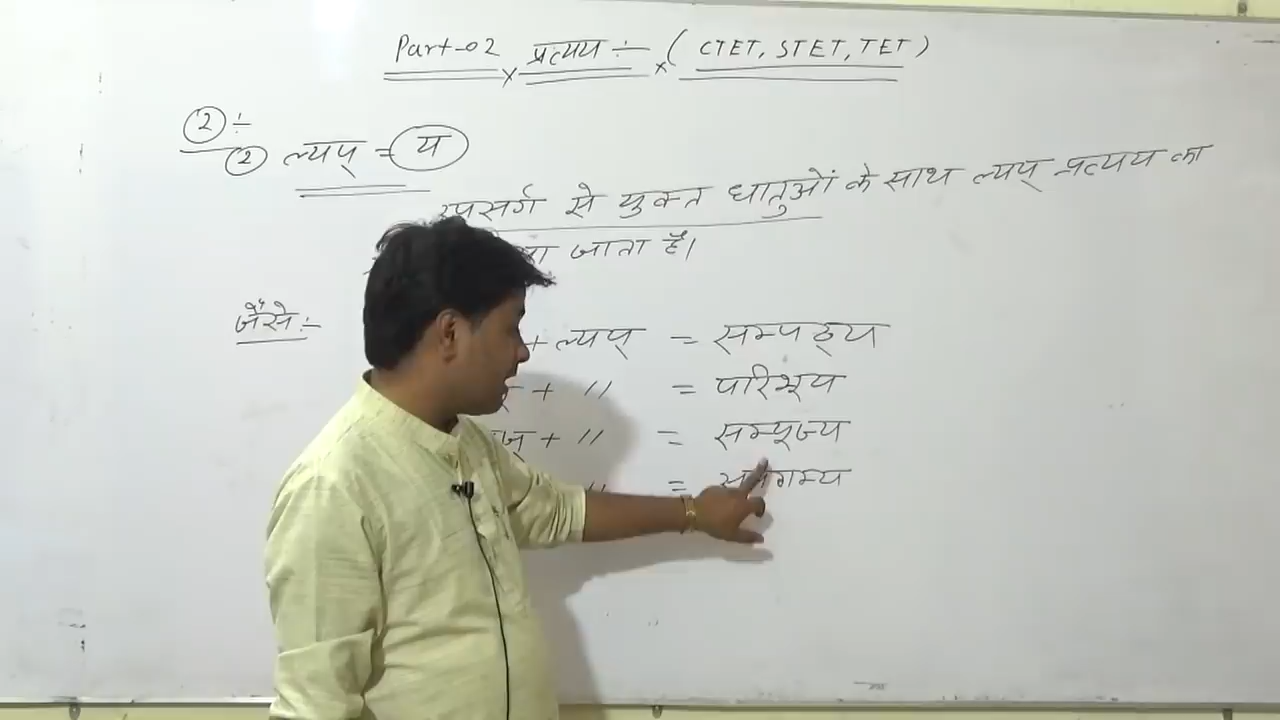 Part-02 × प्रत्यय ÷ × (CTET, STET, TET)
② ÷
② ल्यप् = य
उपसर्ग से युक्त धातुओं के साथ ल्यप् प्रत्यय का
जाता है।
जैसे :-
+ ल्यप् = सम्पठ्य
+ " = परिभूय
+ " = सम्पूज्य
" = गम्य